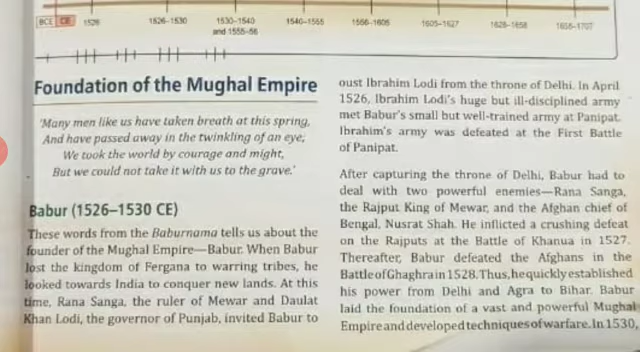 BCE CE 1526 1526-1530 1530-1540 1540-1555 1556-1605 1605-1627 1628-1658 1658-1707
and 1555-56
Foundation of the Mughal Empire
'Many men like us have taken breath at this spring,
And have passed away in the twinkling of an eye;
We took the world by courage and might,
But we could not take it with us to the grave.'
Babur (1526–1530 CE)
These words from the Baburnama tells us about the
founder of the Mughal Empire—Babur. When Babur
lost the kingdom of Fergana to warring tribes, he
looked towards India to conquer new lands. At this
time, Rana Sanga, the ruler of Mewar and Daulat
Khan Lodi, the governor of Punjab, invited Babur to
oust Ibrahim Lodi from the throne of Delhi. In April
1526, Ibrahim Lodi's huge but ill-disciplined army
met Babur's small but well-trained army at Panipat.
Ibrahim's army was defeated at the First Battle
of Panipat.
After capturing the throne of Delhi, Babur had to
deal with two powerful enemies—Rana Sanga,
the Rajput King of Mewar, and the Afghan chief of
Bengal, Nusrat Shah. He inflicted a crushing defeat
on the Rajputs at the Battle of Khanua in 1527.
Thereafter, Babur defeated the Afghans in the
Battle of Ghaghra in 1528. Thus, he quickly established
his power from Delhi and Agra to Bihar. Babur
laid the foundation of a vast and powerful Mughal
Empire and developed techniques of warfare. In 1530,